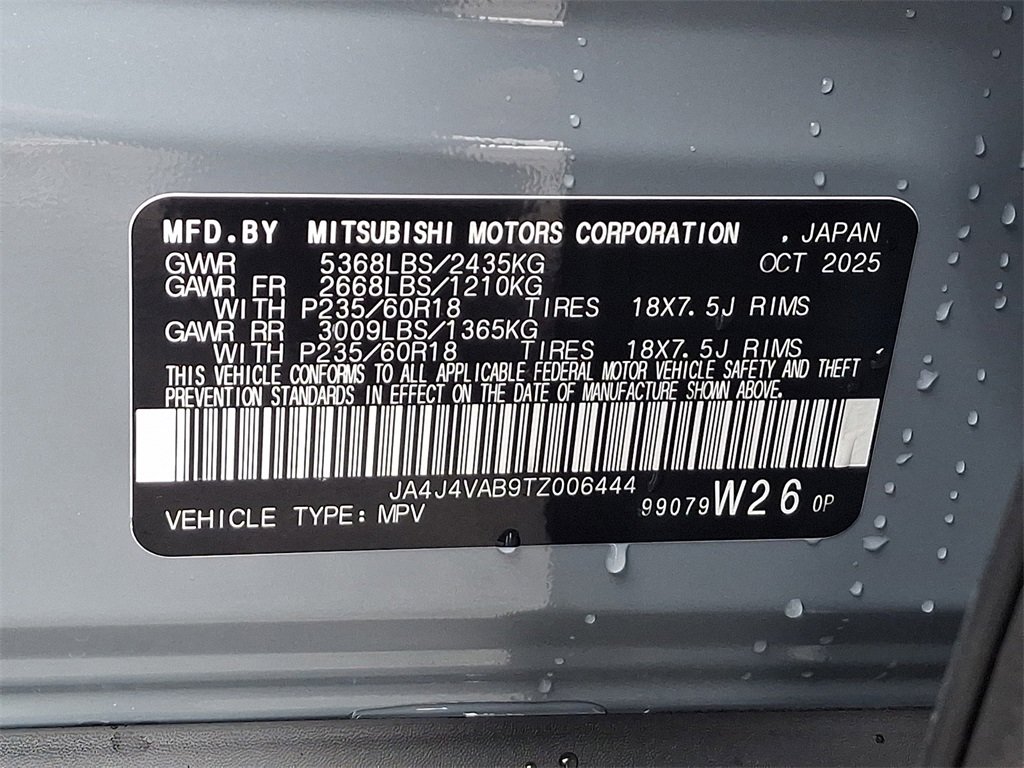 MFD.BY MITSUBISHI MOTORS CORPORATION , JAPAN
GVWR 5368LBS/2435KG OCT 2025
GAWR FR 2668LBS/1210KG
WITH P235/60R18 TIRES 18X7.5J RIMS
GAWR RR 3009LBS/1365KG
WITH P235/60R18 TIRES 18X7.5J RIMS
THIS VEHICLE CONFORMS TO ALL APPLICABLE FEDERAL MOTOR VEHICLE SAFETY AND THEFT
PREVENTION STANDARDS IN EFFECT ON THE DATE OF MANUFACTURE SHOWN ABOVE.
JA4J4VAB9TZ006444
VEHICLE TYPE: MPV 99079 W26 0P